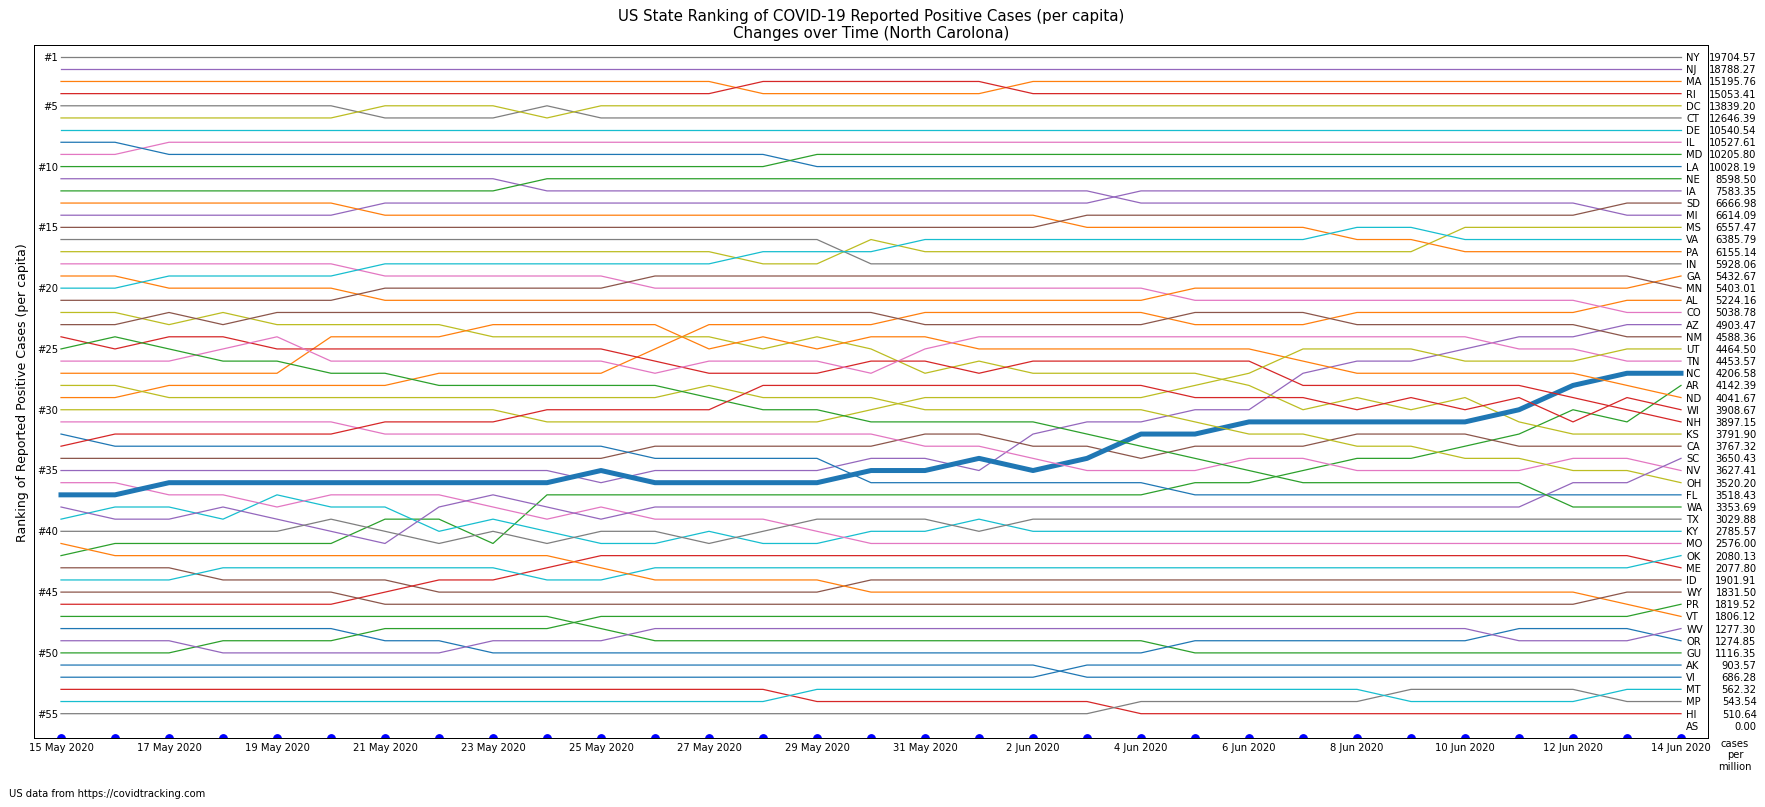 US State Ranking of COVID-19 Reported Positive Cases (per capita)
Changes over Time (North Carolona)
Ranking of Reported Positive Cases (per capita)
#1
#5
#10
#15
#20
#25
#30
#35
#40
#45
#50
#55
NY 19704.57
NJ 18788.27
MA 15195.76
RI 15053.41
DC 13839.20
CT 12646.39
DE 10540.54
IL 10527.61
MD 10205.80
LA 10028.19
NE 8598.50
IA 7583.35
SD 6666.98
MI 6614.09
MS 6557.47
VA 6385.79
PA 6155.14
IN 5928.06
GA 5432.67
MN 5403.01
AL 5224.16
CO 5038.78
AZ 4903.47
NM 4588.36
UT 4464.50
TN 4453.57
NC 4206.58
AR 4142.39
ND 4041.67
WI 3908.67
NH 3897.15
KS 3791.90
CA 3767.32
SC 3650.43
NV 3627.41
OH 3520.20
FL 3518.43
WA 3353.69
TX 3029.88
KY 2785.57
MO 2576.00
OK 2080.13
ME 2077.80
ID 1901.91
WY 1831.50
PR 1819.52
VT 1806.12
WV 1277.30
OR 1274.85
GU 1116.35
AK 903.57
VI 686.28
MT 562.32
MP 543.54
HI 510.64
AS 0.00
15 May 2020 17 May 2020 19 May 2020 21 May 2020 23 May 2020 25 May 2020 27 May 2020 29 May 2020 31 May 2020 2 Jun 2020 4 Jun 2020 6 Jun 2020 8 Jun 2020 10 Jun 2020 12 Jun 2020 14 Jun 2020
cases
per
million
US data from https://covidtracking.com